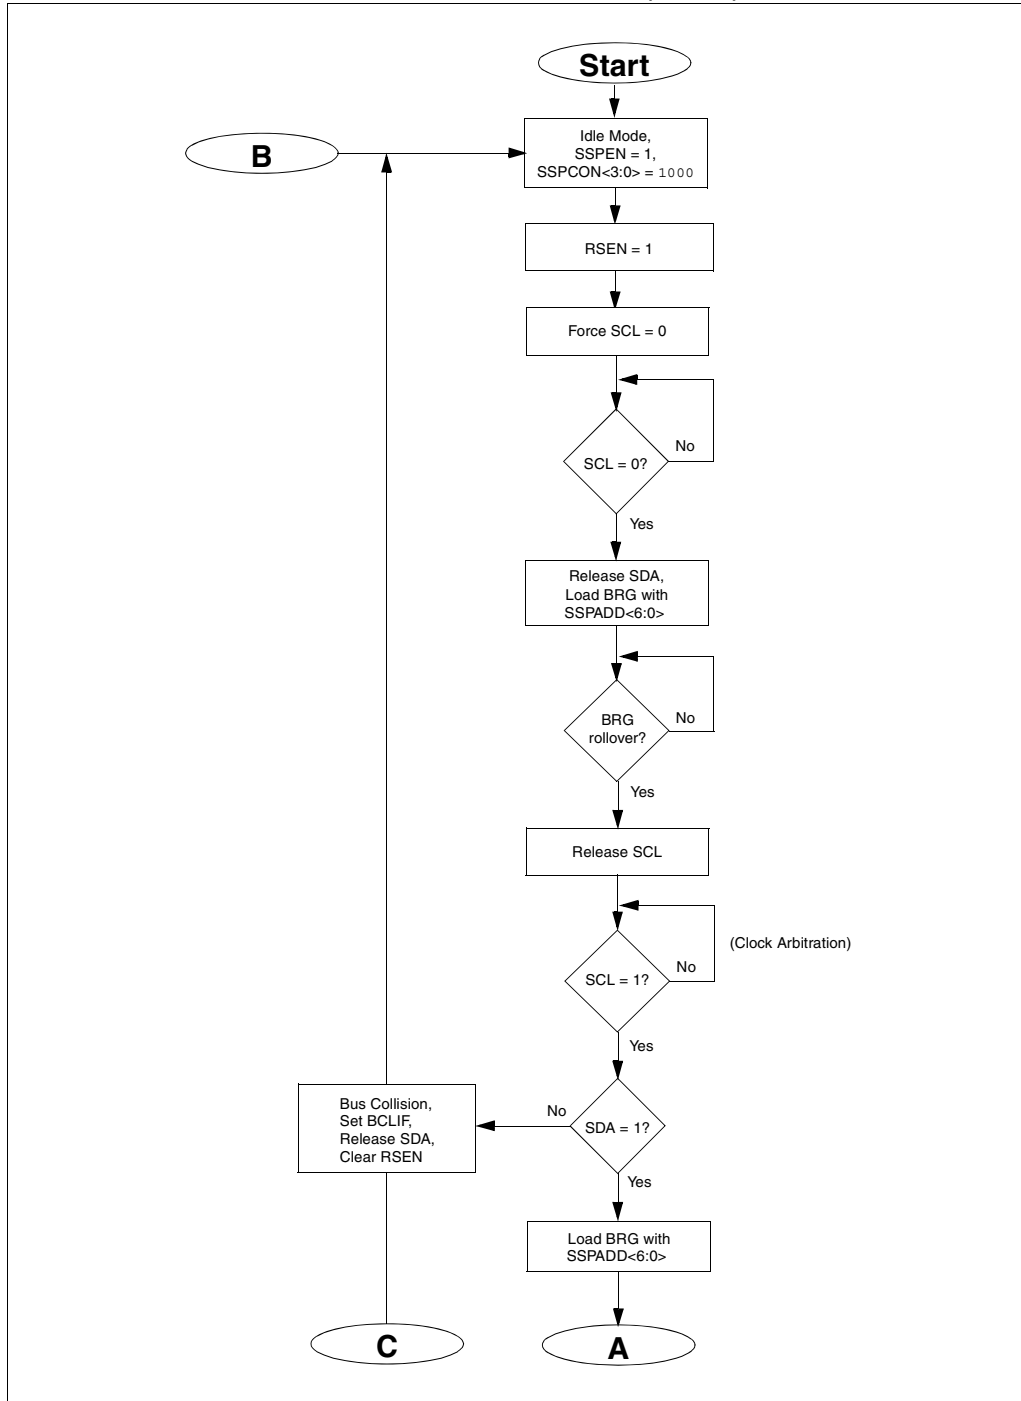 Start
B
Idle Mode,
SSPEN = 1,
SSPCON<3:0> = 1000
RSEN = 1
Force SCL = 0
No
SCL = 0?
Yes
Release SDA,
Load BRG with
SSPADD<6:0>
No
BRG
rollover?
Yes
Release SCL
(Clock Arbitration)
No
SCL = 1?
Yes
Bus Collision,
Set BCLIF,
Release SDA,
Clear RSEN
No
SDA = 1?
Yes
Load BRG with
SSPADD<6:0>
C
A